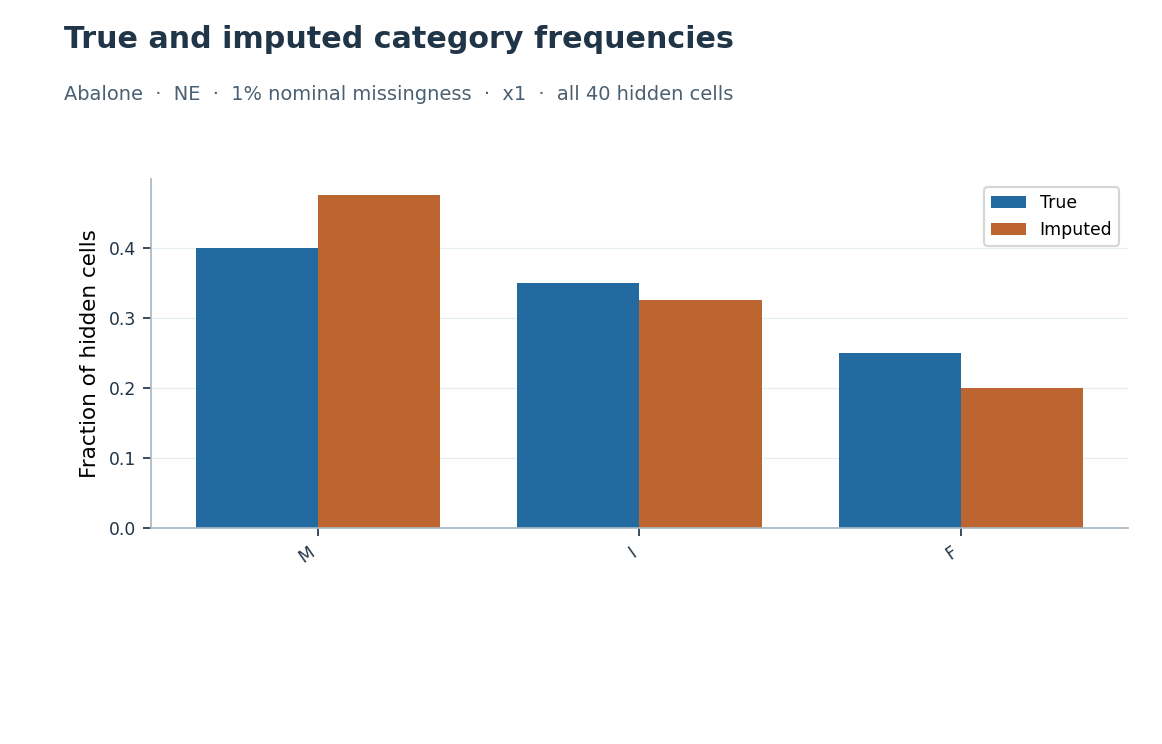 True and imputed category frequencies
Abalone · NE · 1% nominal missingness · x1 · all 40 hidden cells
Fraction of hidden cells
0.4
0.3
0.2
0.1
0.0
True
Imputed
M
I
F